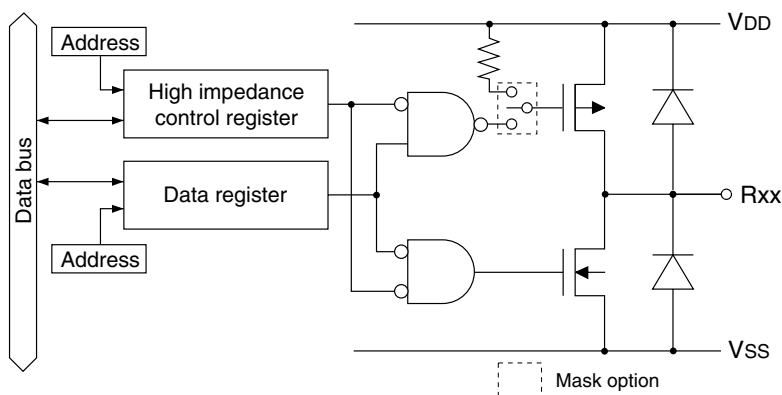 Address
High impedance
control register
Data bus
Data register
Address
VDD
Rxx
VSS
Mask option